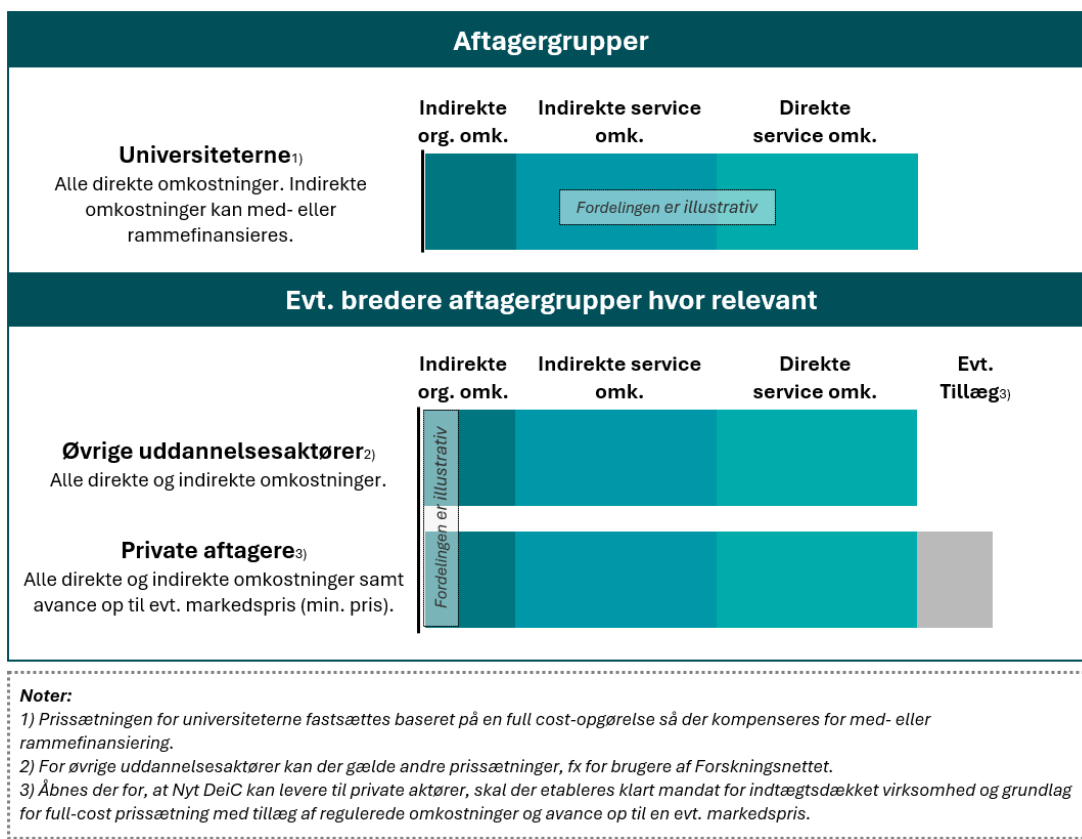 Aftagergrupper
Indirekte
org. omk.
Indirekte service
omk.
Direkte
service omk.
Universiteterne1)
Alle direkte omkostninger. Indirekte
omkostninger kan med- eller
rammefinansieres.
Fordelingen er illustrativ
Evt. bredere aftagergrupper hvor relevant
Indirekte
org. omk.
Indirekte service
omk.
Direkte
service omk.
Evt.
Tillæg3)
Øvrige uddannelsesaktører2)
Alle direkte og indirekte omkostninger.
Fordelingen er illustrativ
Private aftagere3)
Alle direkte og indirekte omkostninger samt
avance op til evt. markedspris (min. pris).
Noter:
1) Prissætningen for universiteterne fastsættes baseret på en full cost-opgørelse så der kompenseres for med- eller
rammefinansiering.
2) For øvrige uddannelsesaktører kan der gælde andre prissætninger, fx for brugere af Forskningsnettet.
3) Åbnes der for, at Nyt DeiC kan levere til private aktører, skal der etableres klart mandat for indtægtsdækket virksomhed og grundlag
for full-cost prissætning med tillæg af regulerede omkostninger og avance op til en evt. markedspris.